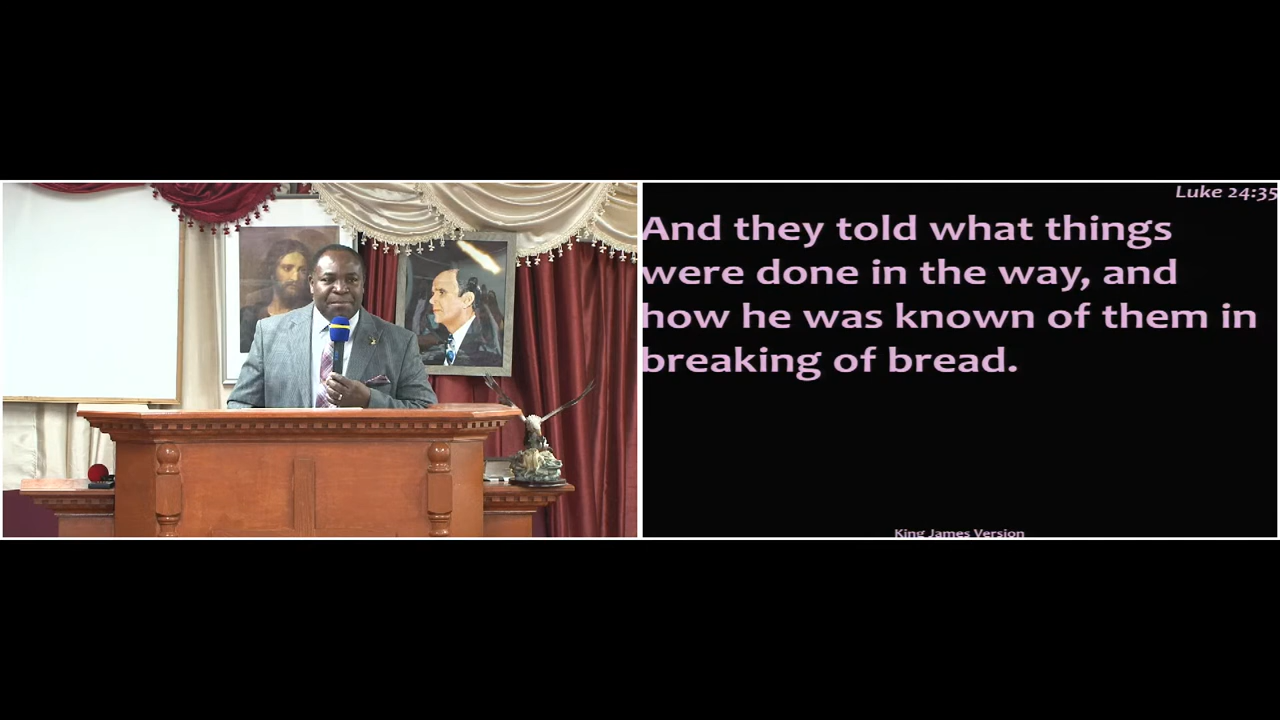 Luke 24:35
And they told what things
were done in the way, and
how he was known of them in
breaking of bread.
King James Version